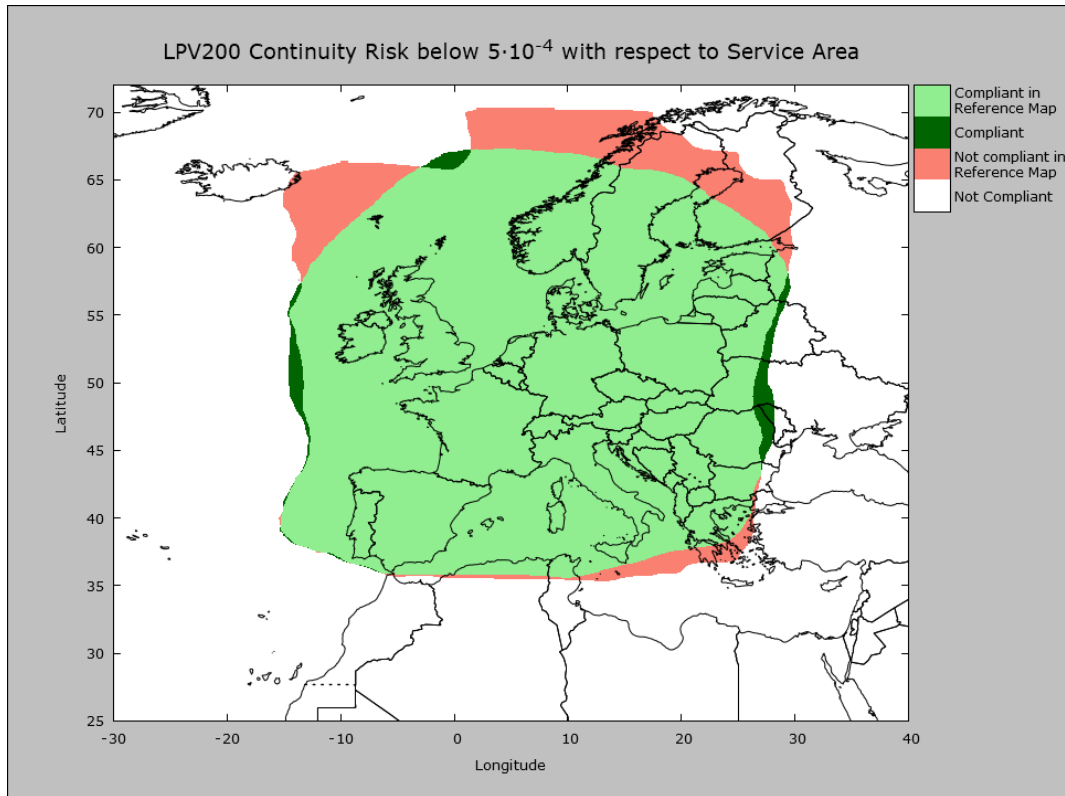 LPV200 Continuity Risk below 5·10⁻⁴ with respect to Service Area
Compliant in
Reference Map
Compliant
Not compliant in
Reference Map
Not Compliant
Latitude
70
65
60
55
50
45
40
35
30
25
-30
-20
-10
0
10
20
30
40
Longitude